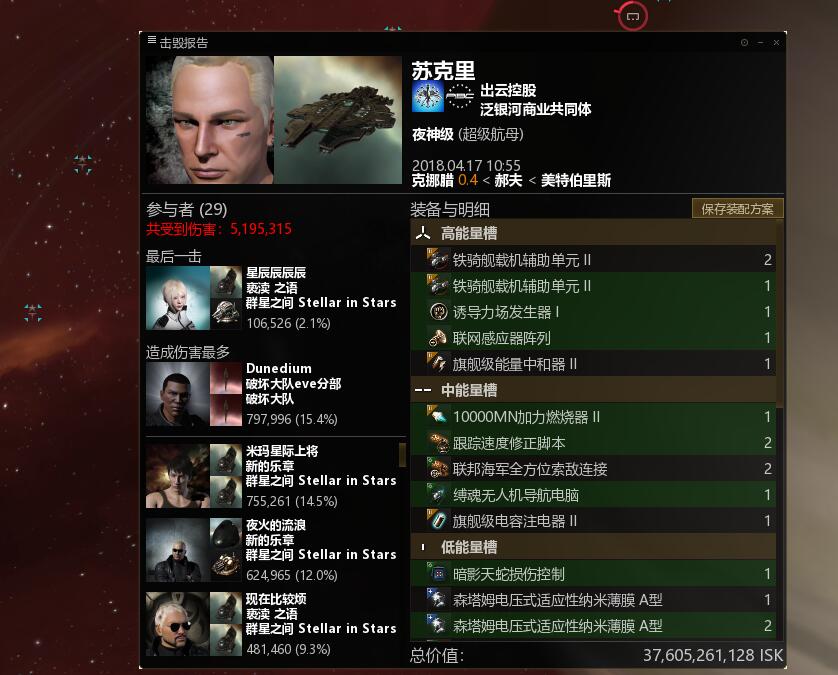 击毁报告
苏克里
出云控股
泛银河商业共同体
夜神级 (超级航母)
2018.04.17 10:55
克挪腊 0.4 < 郝夫 < 美特伯里斯
参与者 (29)
共受到伤害: 5,195,315
最后一击
星辰辰辰辰
亵渎 之语
群星之间 Stellar in Stars
106,526 (2.1%)
造成伤害最多
Dunedium
破坏大队eve分部
破坏大队
797,996 (15.4%)
米玛星际上将
新的乐章
群星之间 Stellar in Stars
755,261 (14.5%)
夜火的流浪
新的乐章
群星之间 Stellar in Stars
624,965 (12.0%)
现在比较烦
亵渎 之语
群星之间 Stellar in Stars
481,460 (9.3%)
装备与明细
保存装配方案
高能量槽
铁骑舰载机辅助单元 II 2
铁骑舰载机辅助单元 II 1
诱导力场发生器 I 1
联网感应器阵列 1
旗舰级能量中和器 II 1
中能量槽
10000MN加力燃烧器 II 1
跟踪速度修正脚本 2
联邦海军全方位索敌连接 2
缚魂无人机导航电脑 1
旗舰级电容注电器 II 1
低能量槽
暗影天蛇损伤控制 1
森塔姆电压式适应性纳米薄膜 A型 1
森塔姆电压式适应性纳米薄膜 A型 2
总价值: 37,605,261,128 ISK